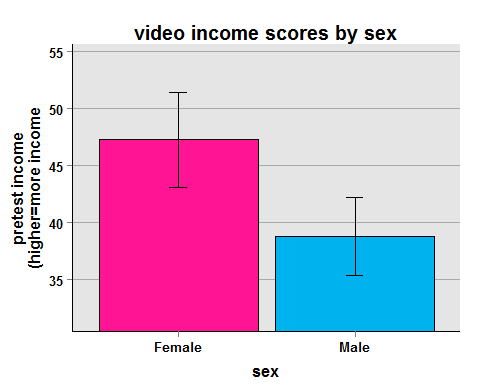 video income scores by sex
55
50
45
40
35
pretest income
(higher=more income
Female
Male
sex